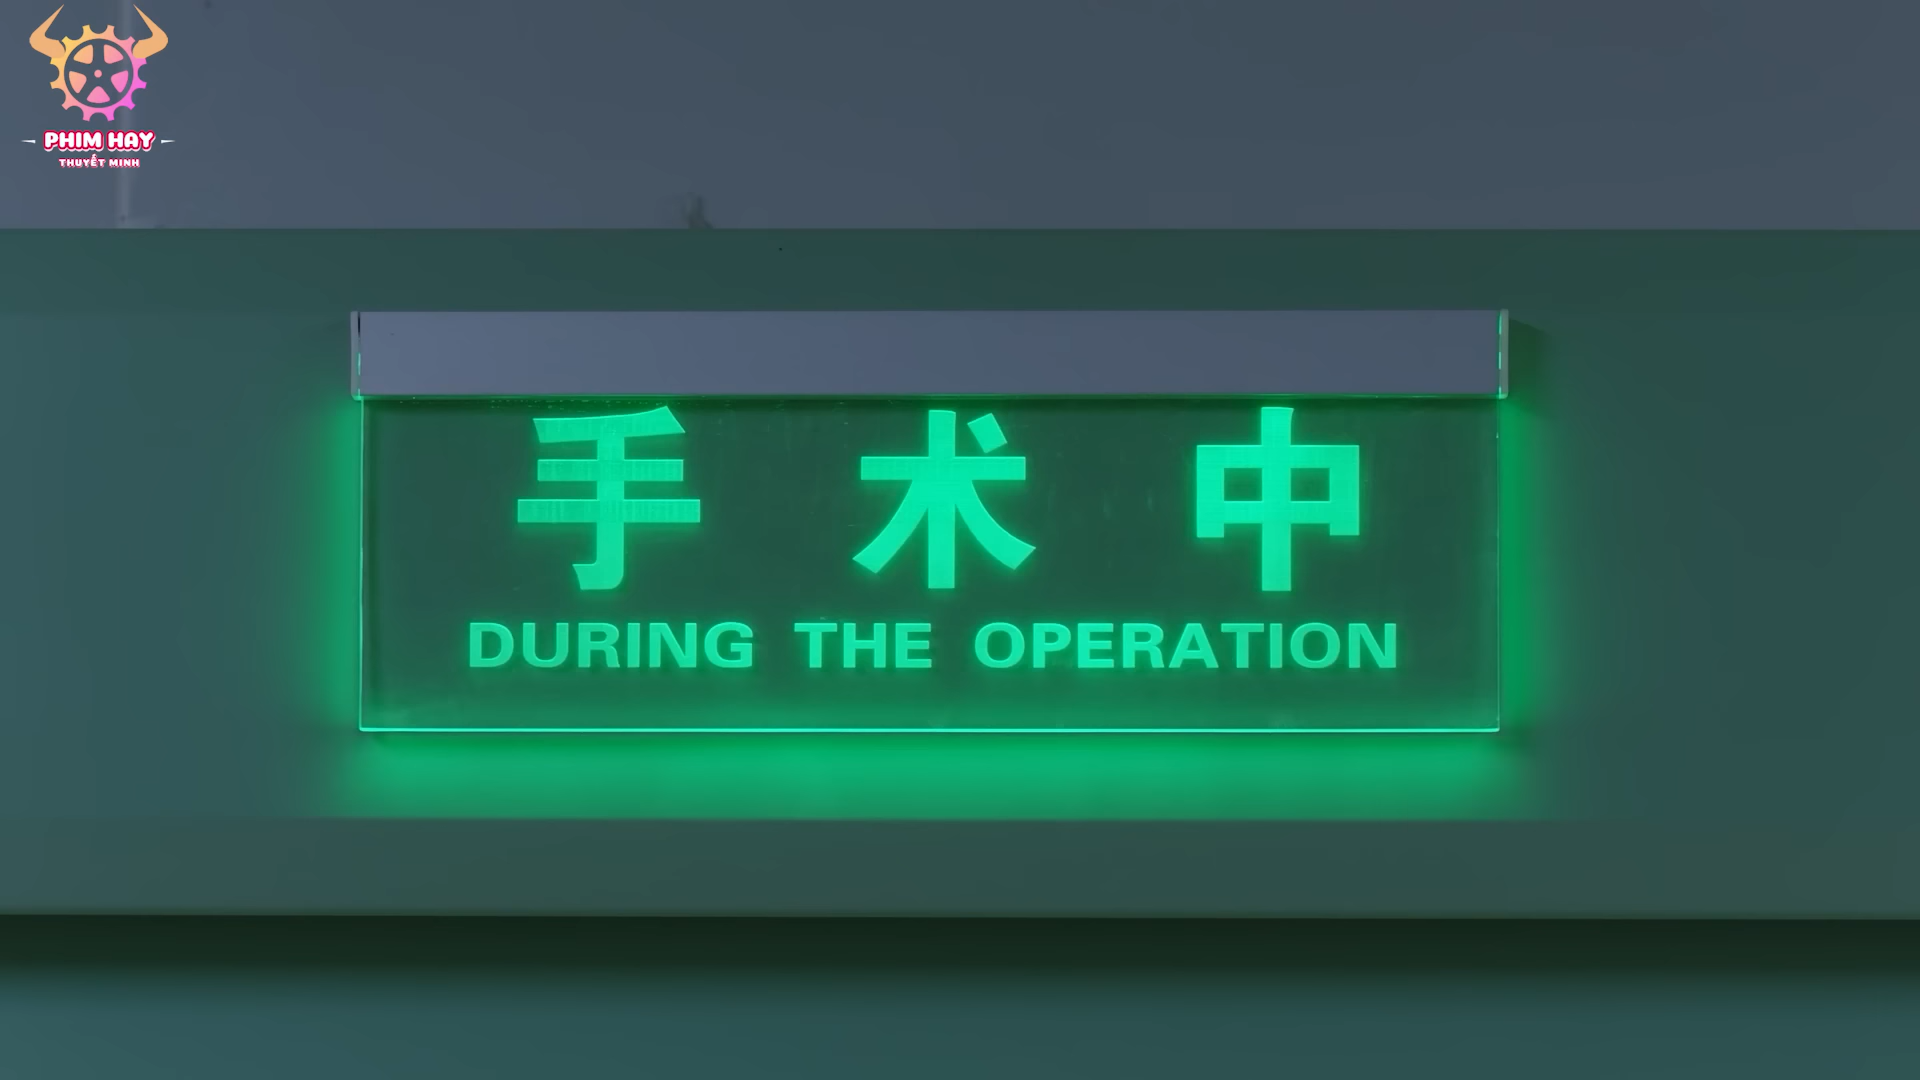 PHIM HAY
THUYẾT MINH
手术中
DURING THE OPERATION